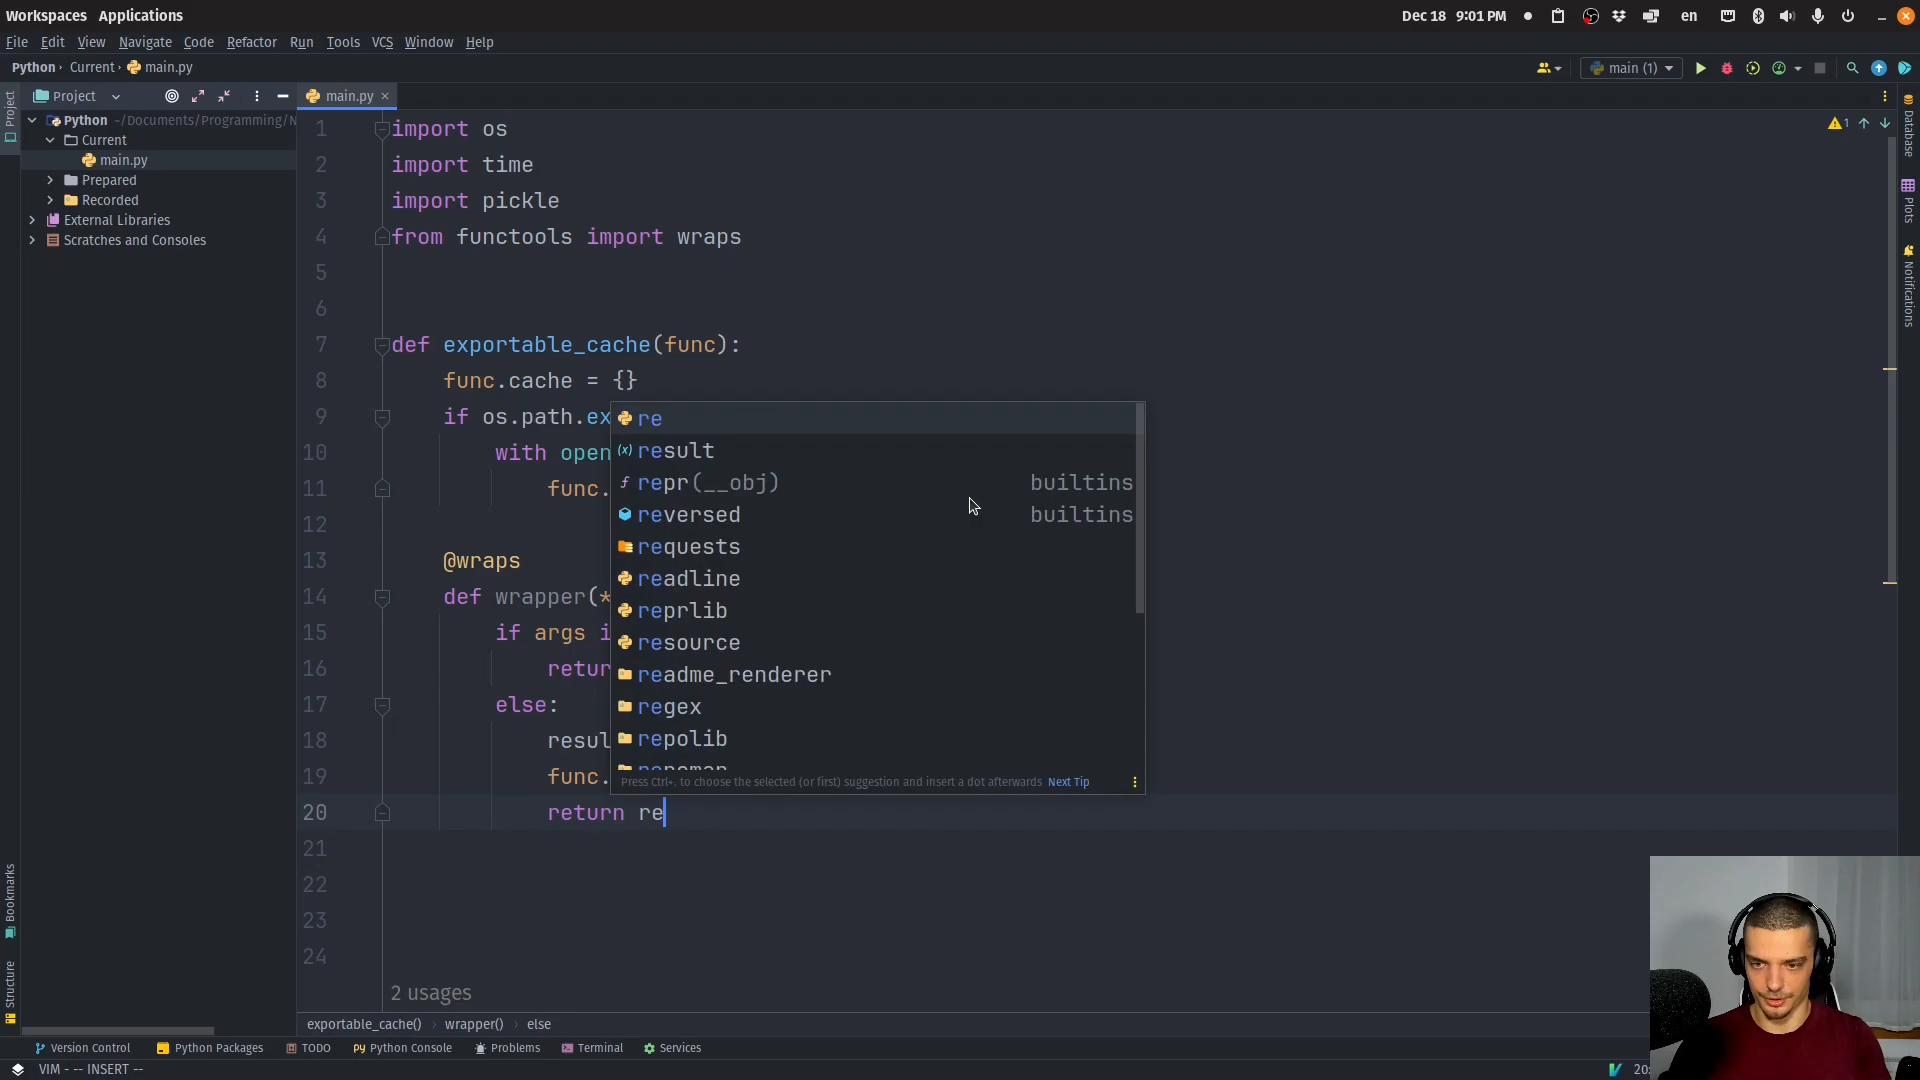 Workspaces Applications
Dec 18 9:01 PM
en
File Edit View Navigate Code Refactor Run Tools VCS Window Help
Python Current main.py
main (1)
Project
Python ~/Documents/Programming/N
Current
main.py
Prepared
Recorded
External Libraries
Scratches and Consoles
main.py
1 import os
2 import time
3 import pickle
4 from functools import wraps
5
6
7 def exportable_cache(func):
8 func.cache = {}
9 if os.path.ex
10 with open
11 func.
12
13 @wraps
14 def wrapper(*
15 if args i
16 retur
17 else:
18 resul
19 func.
20 return re
21
22
23
24
2 usages
re
result
repr(__obj) builtins
reversed builtins
requests
readline
reprlib
resource
readme_renderer
regex
repolib
Press Ctrl+. to choose the selected (or first) suggestion and insert a dot afterwards Next Tip
1
Project
Bookmarks
Structure
Database
Plots
Notifications
exportable_cache() wrapper() else
Version Control Python Packages TODO Python Console Problems Terminal Services
VIM - -- INSERT --
20: